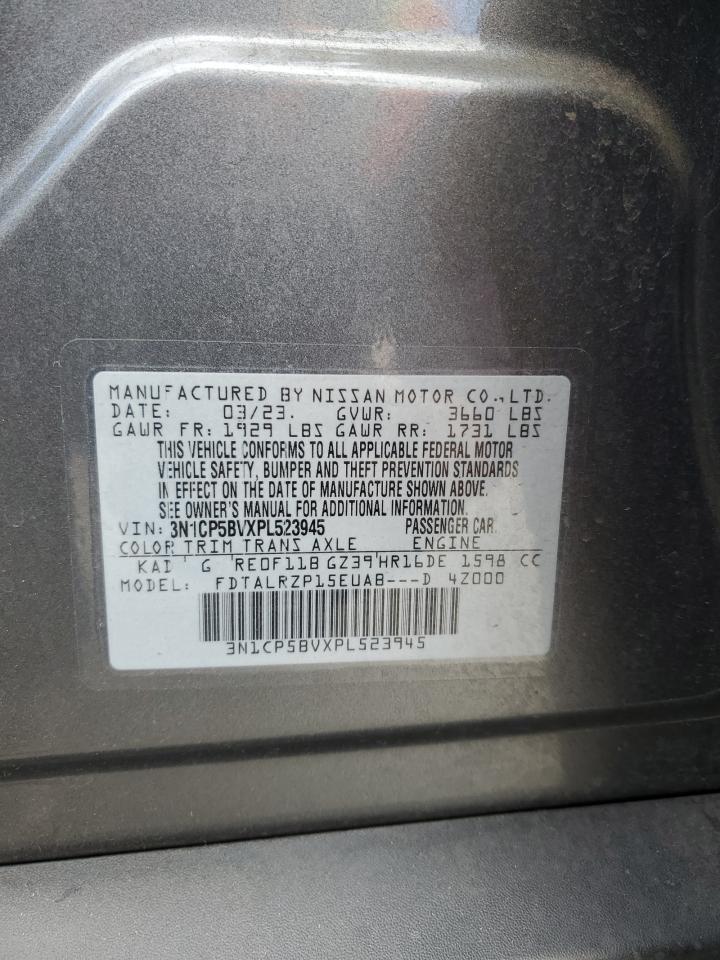 MANUFACTURED BY NISSAN MOTOR CO., LTD.
DATE: 03/23. GVWR: 3660 LBS
GAWR FR: 1929 LBS GAWR RR: 1731 LBS
THIS VEHICLE CONFORMS TO ALL APPLICABLE FEDERAL MOTOR
VEHICLE SAFETY, BUMPER AND THEFT PREVENTION STANDARDS
IN EFFECT ON THE DATE OF MANUFACTURE SHOWN ABOVE.
SEE OWNER'S MANUAL FOR ADDITIONAL INFORMATION.
VIN: 3N1CP5BVXPL523945 PASSENGER CAR
COLOR TRIM TRANS AXLE ENGINE
KAD G RE0F11B GZ39 HR16DE 1598 CC
MODEL: FDTALRZP15EUA8---D 4Z000
3N1CP5BVXPL523945